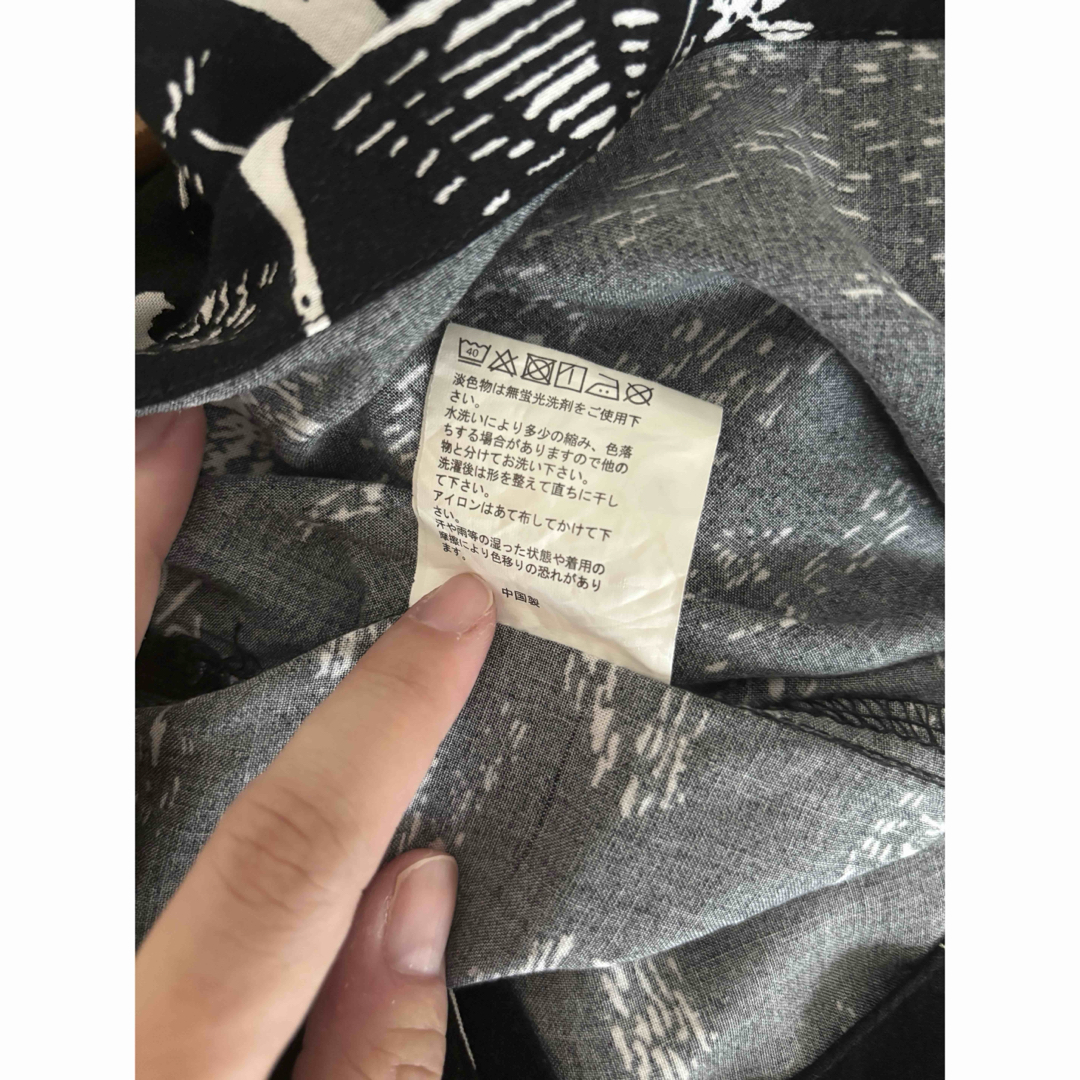 40
淡色物は無蛍光洗剤をご使用下
さい。
水洗いにより多少の縮み、色落
ちする場合がありますので他の
物と分けてお洗い下さい。
洗濯後は形を整えて直ちに干し
て下さい。
アイロンはあて布してかけて下
さい。
汗や雨等の湿った状態や着用の
摩擦により色移りの恐れがあり
ます。
中国製